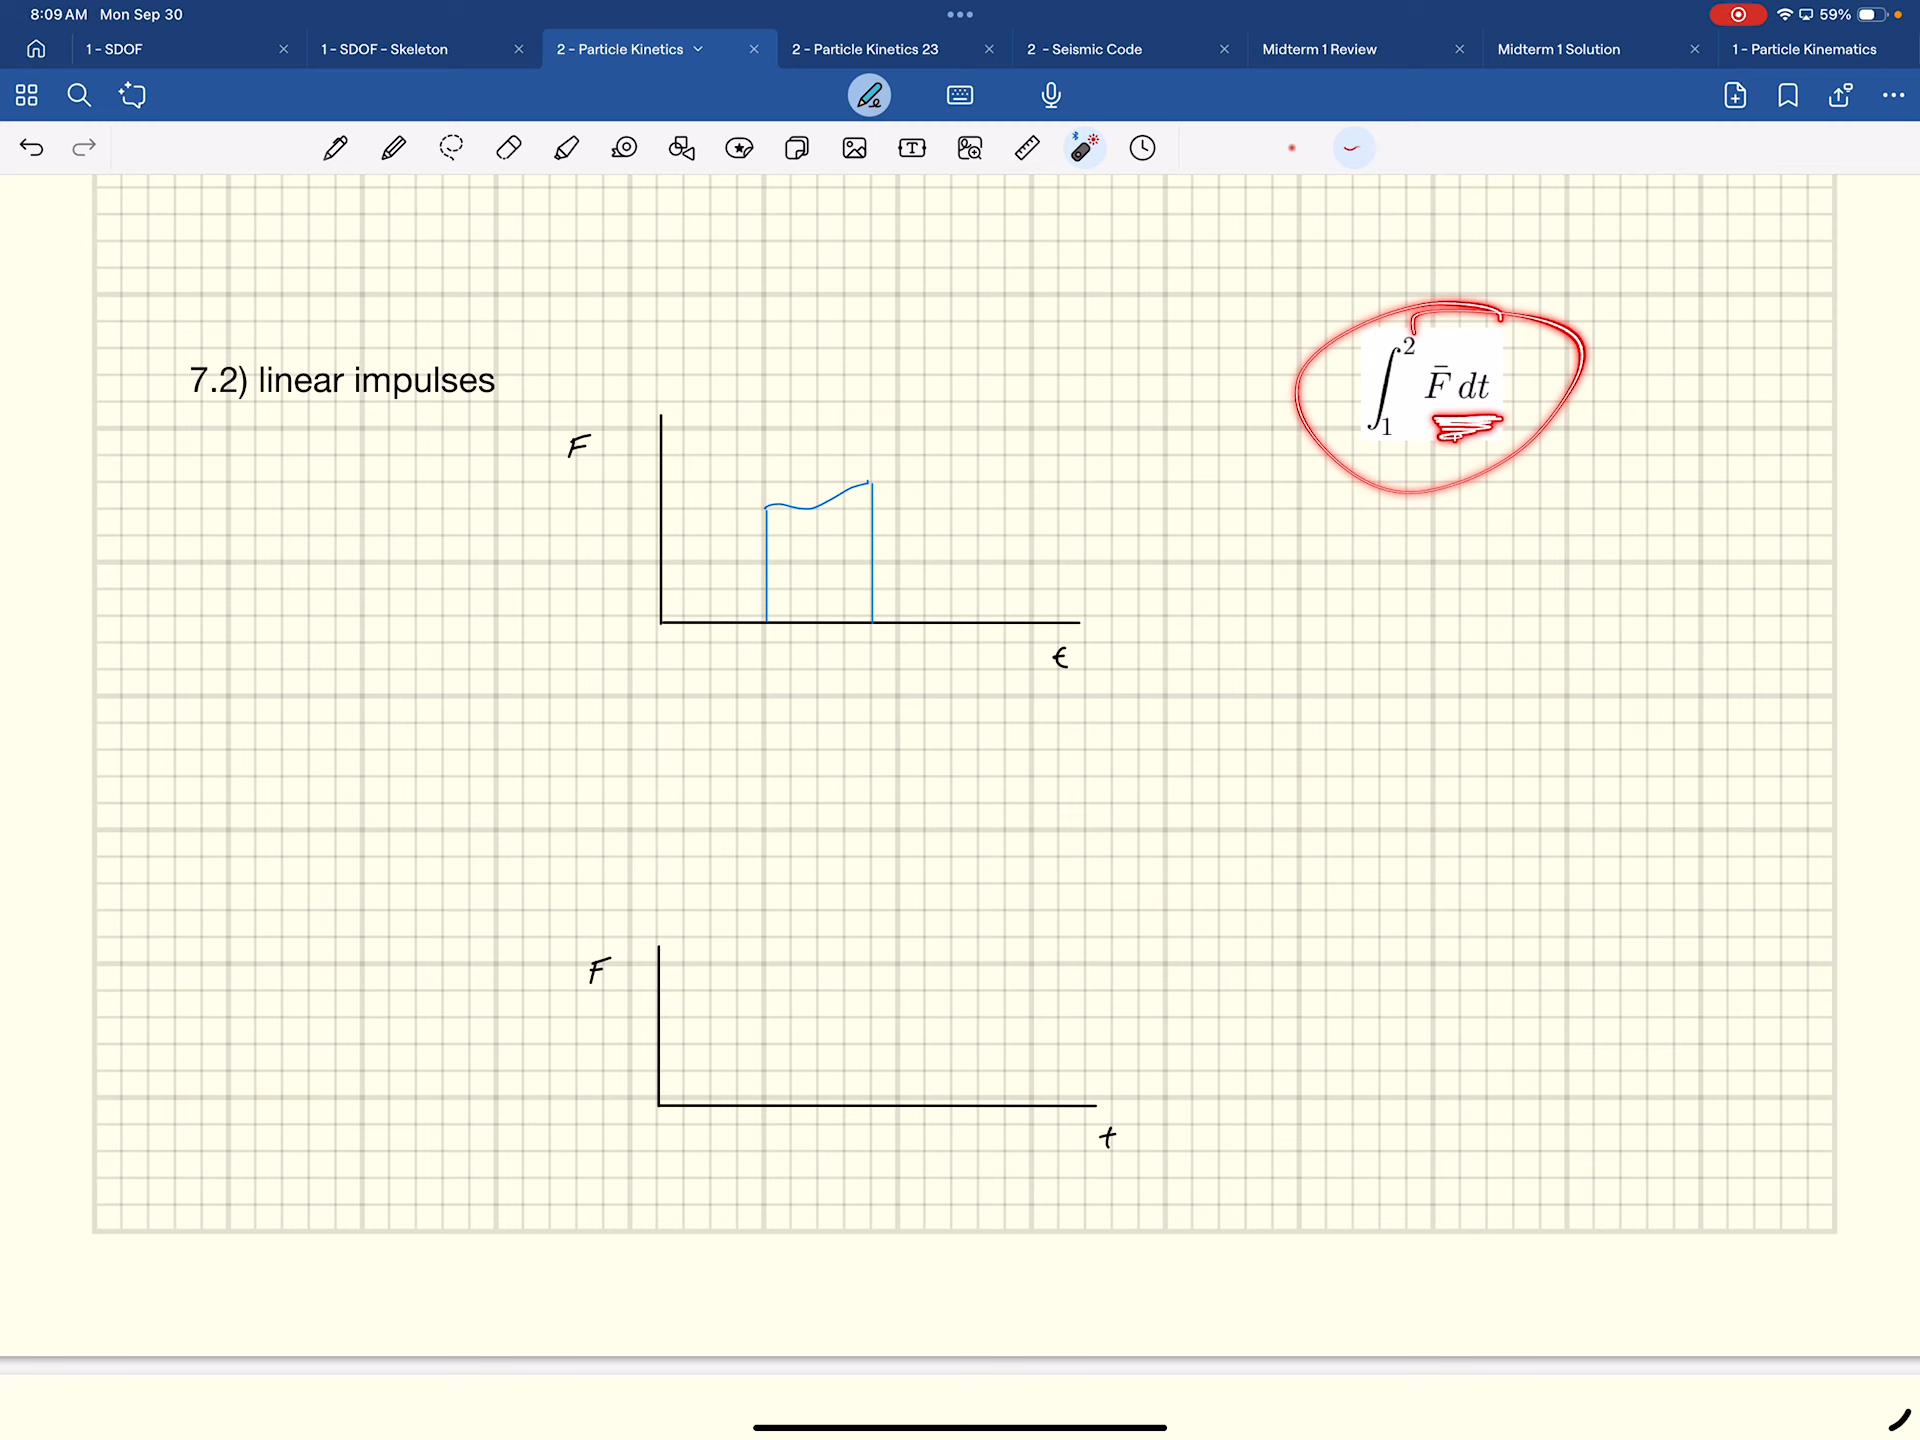 8:09 AM Mon Sep 30
59%
1 - SDOF
1 - SDOF - Skeleton
2 - Particle Kinetics
2 - Particle Kinetics 23
2 - Seismic Code
Midterm 1 Review
Midterm 1 Solution
1 - Particle Kinematics
7.2) linear impulses
∫₁² F̄ dt
F
t
F
t